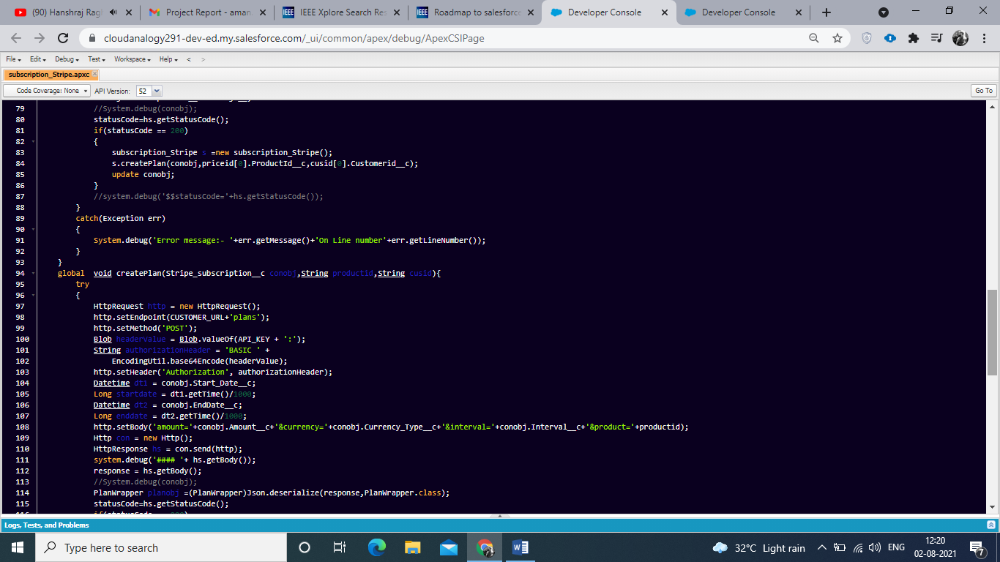 (90) Hanshraj Rag
Project Report - aman
IEEE Xplore Search Res
Roadmap to salesforce
Developer Console
Developer Console
cloudanalogy291-dev-ed.my.salesforce.com/_ui/common/apex/debug/ApexCSIPage
File Edit Debug Test Workspace Help < >
subscription_Stripe.apxc
Code Coverage: None API Version: 52 Go To
79 //System.debug(conobj);
80 statusCode=hs.getStatusCode();
81 if(statusCode == 200)
82 {
83 subscription_Stripe s =new subscription_Stripe();
84 s.createPlan(conobj,priceid[0].ProductId__c,cusid[0].Customerid__c);
85 update conobj;
86 }
87 //system.debug('$$statusCode='+hs.getStatusCode());
88 }
89 catch(Exception err)
90 {
91 System.debug('Error message:- '+err.getMessage()+'On Line number'+err.getLineNumber());
92 }
93 }
94 global void createPlan(Stripe_subscription__c conobj,String productid,String cusid){
95 try
96 {
97 HttpRequest http = new HttpRequest();
98 http.setEndpoint(CUSTOMER_URL+'plans');
99 http.setMethod('POST');
100 Blob headerValue = Blob.valueOf(API_KEY + ':');
101 String authorizationHeader = 'BASIC ' +
102 EncodingUtil.base64Encode(headerValue);
103 http.setHeader('Authorization', authorizationHeader);
104 Datetime dt1 = conobj.Start_Date__c;
105 Long startdate = dt1.getTime()/1000;
106 Datetime dt2 = conobj.EndDate__c;
107 Long enddate = dt2.getTime()/1000;
108 http.setBody('amount='+conobj.Amount__c+'&currency='+conobj.Currency_Type__c+'&interval='+conobj.Interval__c+'&product='+productid);
109 Http con = new Http();
110 HttpResponse hs = con.send(http);
111 system.debug('#### '+ hs.getBody());
112 response = hs.getBody();
113 //System.debug(conobj);
114 PlanWrapper planobj =(PlanWrapper)Json.deserialize(response,PlanWrapper.class);
115 statusCode=hs.getStatusCode();
Logs, Tests, and Problems
Type here to search
32°C Light rain
ENG
12:20
02-08-2021
7